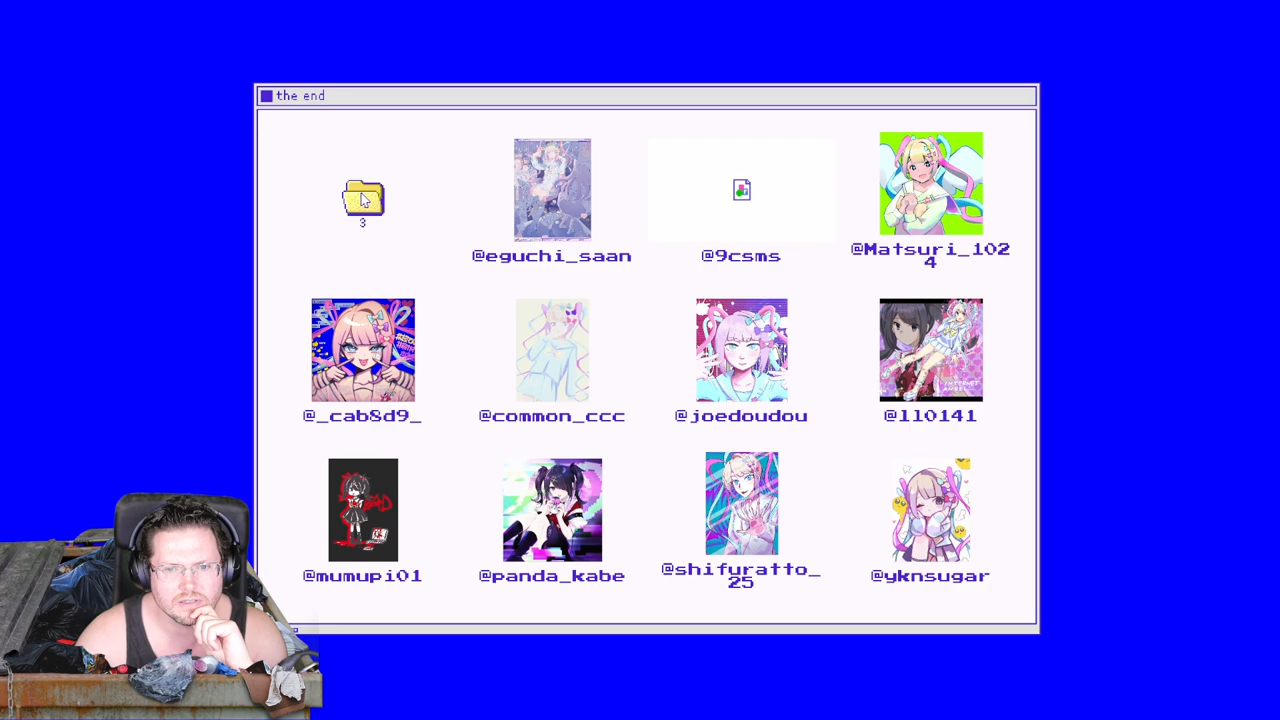 the end
3
@eguchi_saan
@9csms
@Matsuri_102
4
@_cab8d9_
@common_ccc
@joedoudou
@ll0141
@mumupi01
@panda_kabe
@shifuratto_
25
@yknsugar